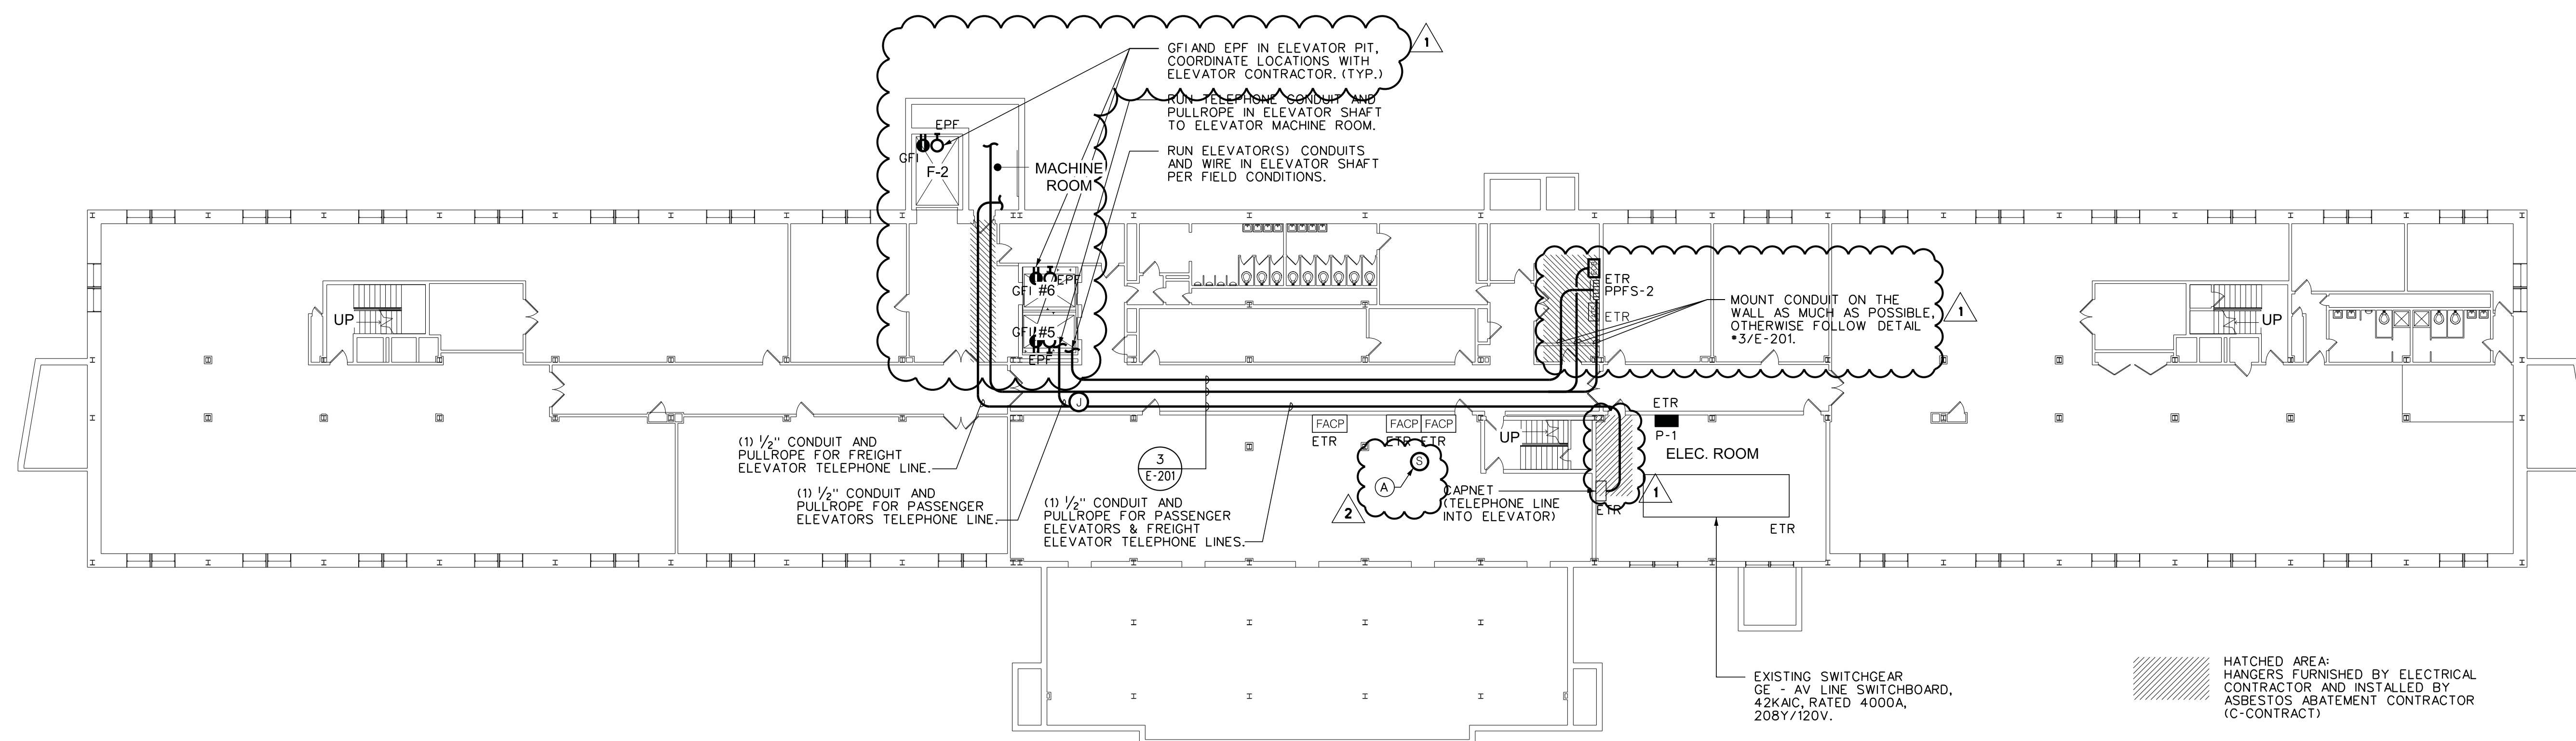 GFI AND EPF IN ELEVATOR PIT,
COORDINATE LOCATIONS WITH
ELEVATOR CONTRACTOR. (TYP.)
1
RUN TELEPHONE CONDUIT AND
PULLROPE IN ELEVATOR SHAFT
TO ELEVATOR MACHINE ROOM.
RUN ELEVATOR(S) CONDUITS
AND WIRE IN ELEVATOR SHAFT
PER FIELD CONDITIONS.
EPF
GFI
F-2
MACHINE
ROOM
EPF
GFI #6
GFI #5
EPF
UP
ETR
PPFS-2
ETR
MOUNT CONDUIT ON THE
WALL AS MUCH AS POSSIBLE,
OTHERWISE FOLLOW DETAIL
*3/E-201.
1
UP
J
(1) 1/2" CONDUIT AND
PULLROPE FOR FREIGHT
ELEVATOR TELEPHONE LINE.
(1) 1/2" CONDUIT AND
PULLROPE FOR PASSENGER
ELEVATORS TELEPHONE LINE.
3
E-201
(1) 1/2" CONDUIT AND
PULLROPE FOR PASSENGER
ELEVATORS & FREIGHT
ELEVATOR TELEPHONE LINES.
FACP
ETR
FACP
FACP
ETR
ETR
S
A
2
UP
CAPNET
(TELEPHONE LINE
INTO ELEVATOR)
ETR
1
ETR
P-1
ELEC. ROOM
ETR
EXISTING SWITCHGEAR
GE - AV LINE SWITCHBOARD,
42KAIC, RATED 4000A,
208Y/120V.
HATCHED AREA:
HANGERS FURNISHED BY ELECTRICAL
CONTRACTOR AND INSTALLED BY
ASBESTOS ABATEMENT CONTRACTOR
(C-CONTRACT)